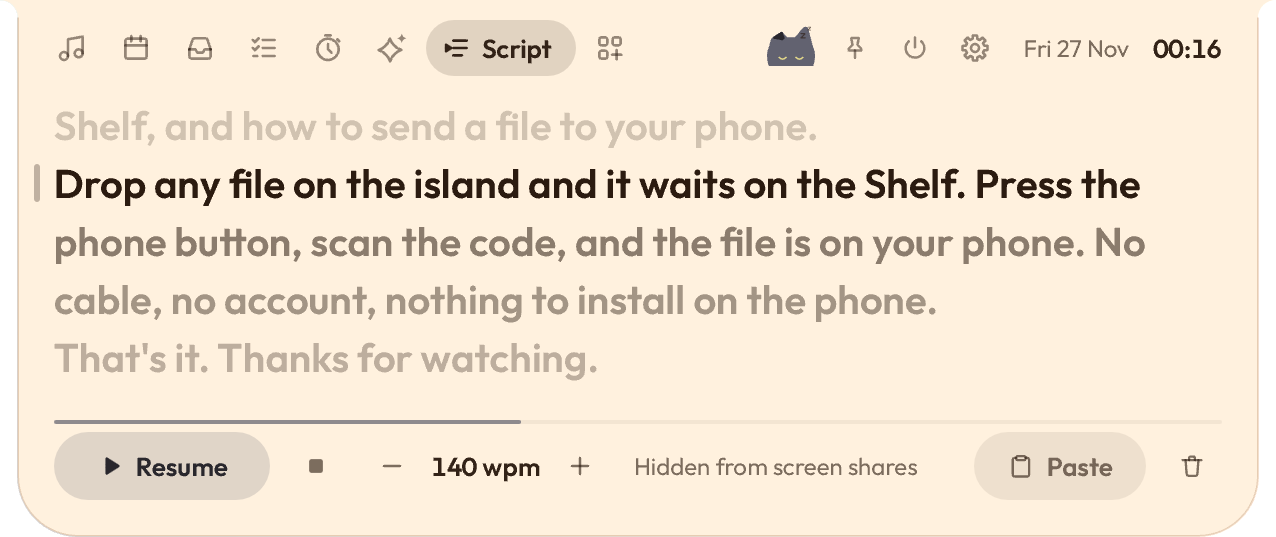 Script
Fri 27 Nov 00:16
Shelf, and how to send a file to your phone.
Drop any file on the island and it waits on the Shelf. Press the
phone button, scan the code, and the file is on your phone. No
cable, no account, nothing to install on the phone.
That's it. Thanks for watching.
Resume 140 wpm Hidden from screen shares Paste